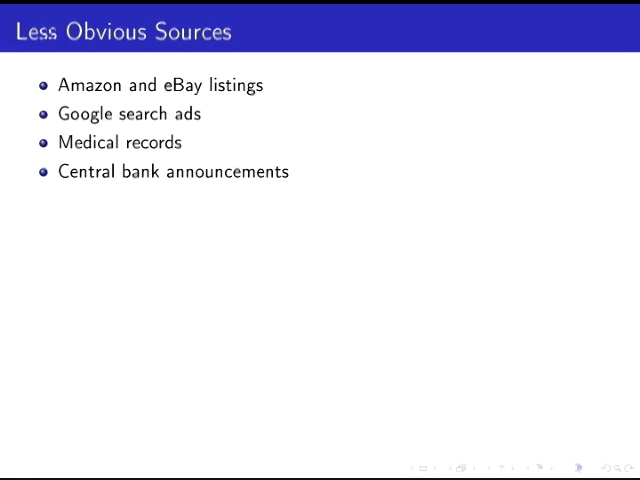 Less Obvious Sources
Amazon and eBay listings
Google search ads
Medical records
Central bank announcements